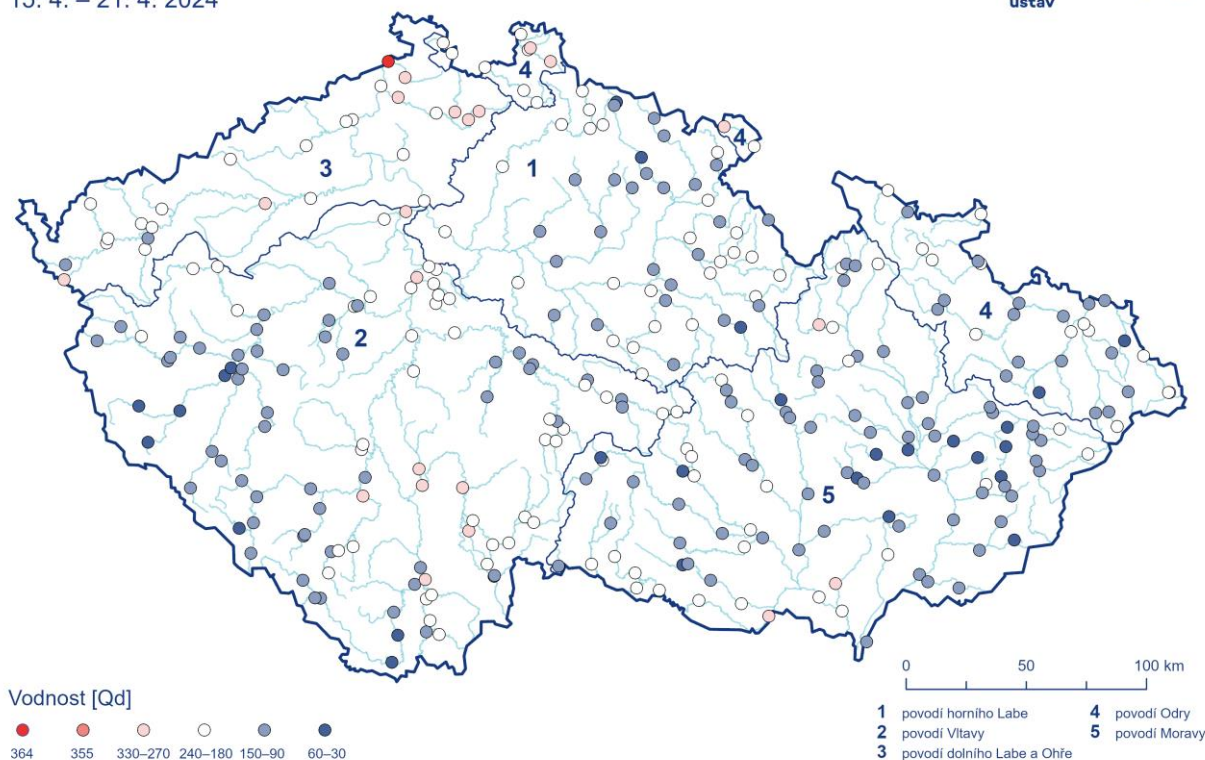 15. 4. – 21. 4. 2024
ústav
4
4
3
1
2
4
5
Vodnost [Qd]
364 355 330–270 240–180 150–90 60–30
0 50 100 km
1 povodí horního Labe
2 povodí Vltavy
3 povodí dolního Labe a Ohře
4 povodí Odry
5 povodí Moravy